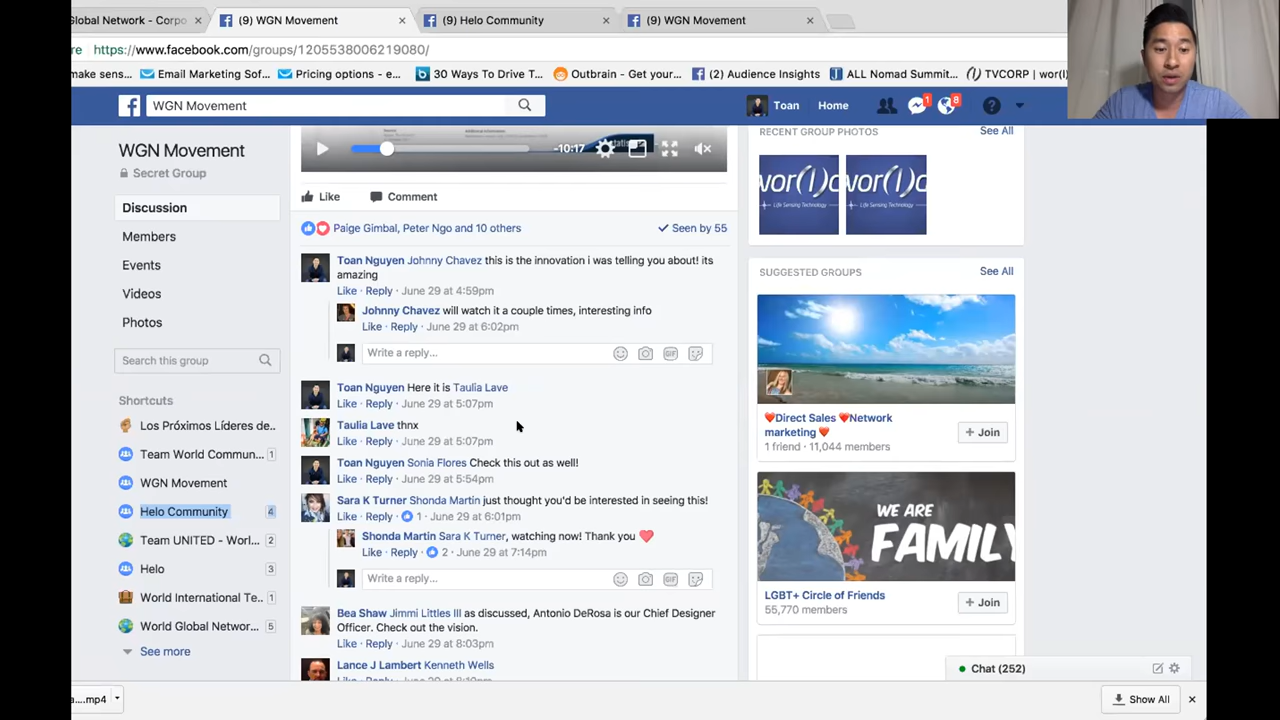 Global Network - Corpo
(9) WGN Movement
(9) Helo Community
(9) WGN Movement
re https://www.facebook.com/groups/1205538006219080/
make sens...
Email Marketing Sof...
Pricing options - e...
30 Ways To Drive T...
Outbrain - Get your...
(2) Audience Insights
ALL Nomad Summit...
TVCORP | wor(l)
WGN Movement
Toan
Home
1
8
WGN Movement
Secret Group
Discussion
Members
Events
Videos
Photos
Search this group
Shortcuts
Los Próximos Líderes de..
Team World Commun... 1
WGN Movement
Helo Community 4
Team UNITED - Worl... 2
Helo 3
World International Te.. 1
World Global Networ... 5
See more
-10:17
Like Comment
Paige Gimbal, Peter Ngo and 10 others
Seen by 55
Toan Nguyen Johnny Chavez this is the innovation i was telling you about! its
amazing
Like · Reply · June 29 at 4:59pm
Johnny Chavez will watch it a couple times, interesting info
Like · Reply · June 29 at 6:02pm
Write a reply...
GIF
Toan Nguyen Here it is Taulia Lave
Like · Reply · June 29 at 5:07pm
Taulia Lave thnx
Like · Reply · June 29 at 5:07pm
Toan Nguyen Sonia Flores Check this out as well!
Like · Reply · June 29 at 5:54pm
Sara K Turner Shonda Martin just thought you'd be interested in seeing this!
Like · Reply · 1 · June 29 at 6:01pm
Shonda Martin Sara K Turner, watching now! Thank you
Like · Reply · 2 · June 29 at 7:14pm
Write a reply...
GIF
Bea Shaw Jimmi Littles III as discussed, Antonio DeRosa is our Chief Designer
Officer. Check out the vision.
Like · Reply · June 29 at 8:03pm
Lance J Lambert Kenneth Wells
RECENT GROUP PHOTOS
See All
wor(l)d
Life Sensing Technology
wor(l)d
Life Sensing Technology
SUGGESTED GROUPS
See All
Direct Sales Network
marketing
1 friend · 11,044 members
+ Join
WE ARE
FAMILY
LGBT+ Circle of Friends
55,770 members
+ Join
Chat (252)
a....mp4
Show All